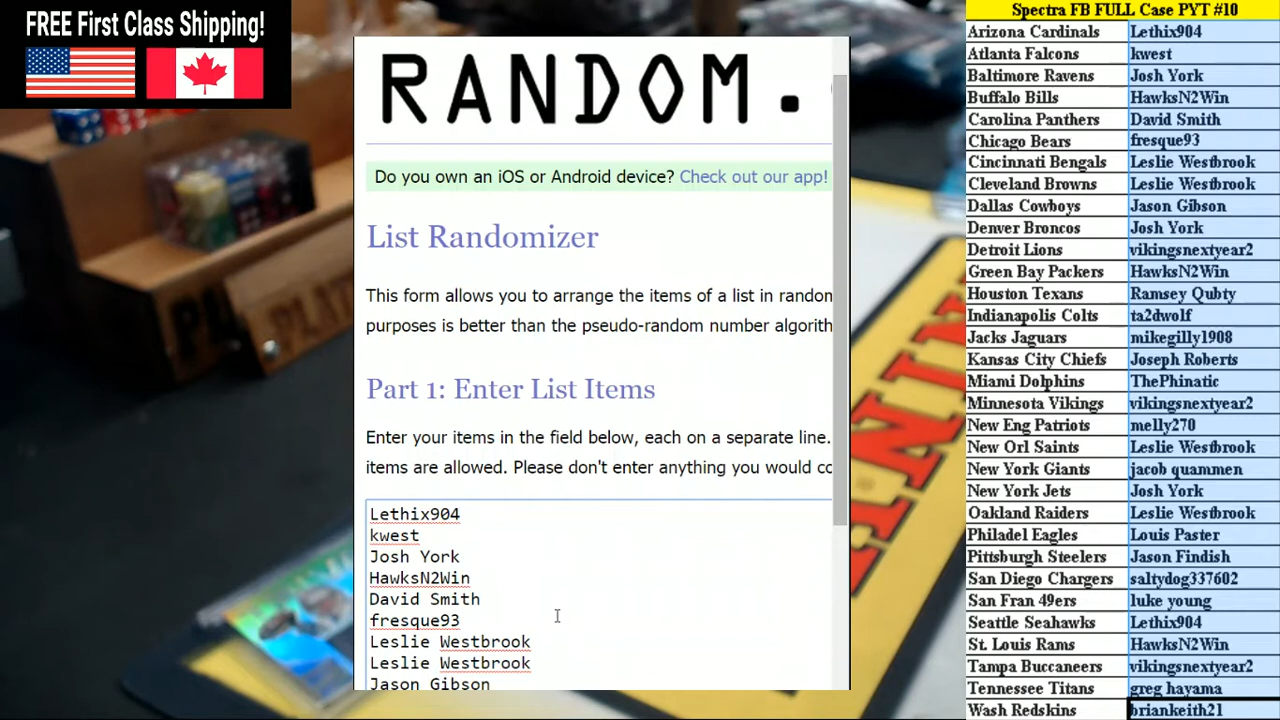 FREE First Class Shipping!
RANDOM.
Do you own an iOS or Android device? Check out our app!
List Randomizer
This form allows you to arrange the items of a list in random
purposes is better than the pseudo-random number algorith
Part 1: Enter List Items
Enter your items in the field below, each on a separate line.
items are allowed. Please don't enter anything you would co
Lethix904
kwest
Josh York
HawksN2Win
David Smith
fresque93
Leslie Westbrook
Leslie Westbrook
Jason Gibson
Spectra FB FULL Case PYT #10
Arizona Cardinals Lethix904
Atlanta Falcons kwest
Baltimore Ravens Josh York
Buffalo Bills HawksN2Win
Carolina Panthers David Smith
Chicago Bears fresque93
Cincinnati Bengals Leslie Westbrook
Cleveland Browns Leslie Westbrook
Dallas Cowboys Jason Gibson
Denver Broncos Josh York
Detroit Lions vikingsnextyear2
Green Bay Packers HawksN2Win
Houston Texans Ramsey Qubty
Indianapolis Colts ta2dwolf
Jacks Jaguars mikegilly1908
Kansas City Chiefs Joseph Roberts
Miami Dolphins ThePhinatic
Minnesota Vikings vikingsnextyear2
New Eng Patriots melly270
New Orl Saints Leslie Westbrook
New York Giants jacob quammen
New York Jets Josh York
Oakland Raiders Leslie Westbrook
Philadel Eagles Louis Paster
Pittsburgh Steelers Jason Findish
San Diego Chargers saltydog337602
San Fran 49ers luke young
Seattle Seahawks Lethix904
St. Louis Rams HawksN2Win
Tampa Buccaneers vikingsnextyear2
Tennessee Titans greg hayama
Wash Redskins briankeith21